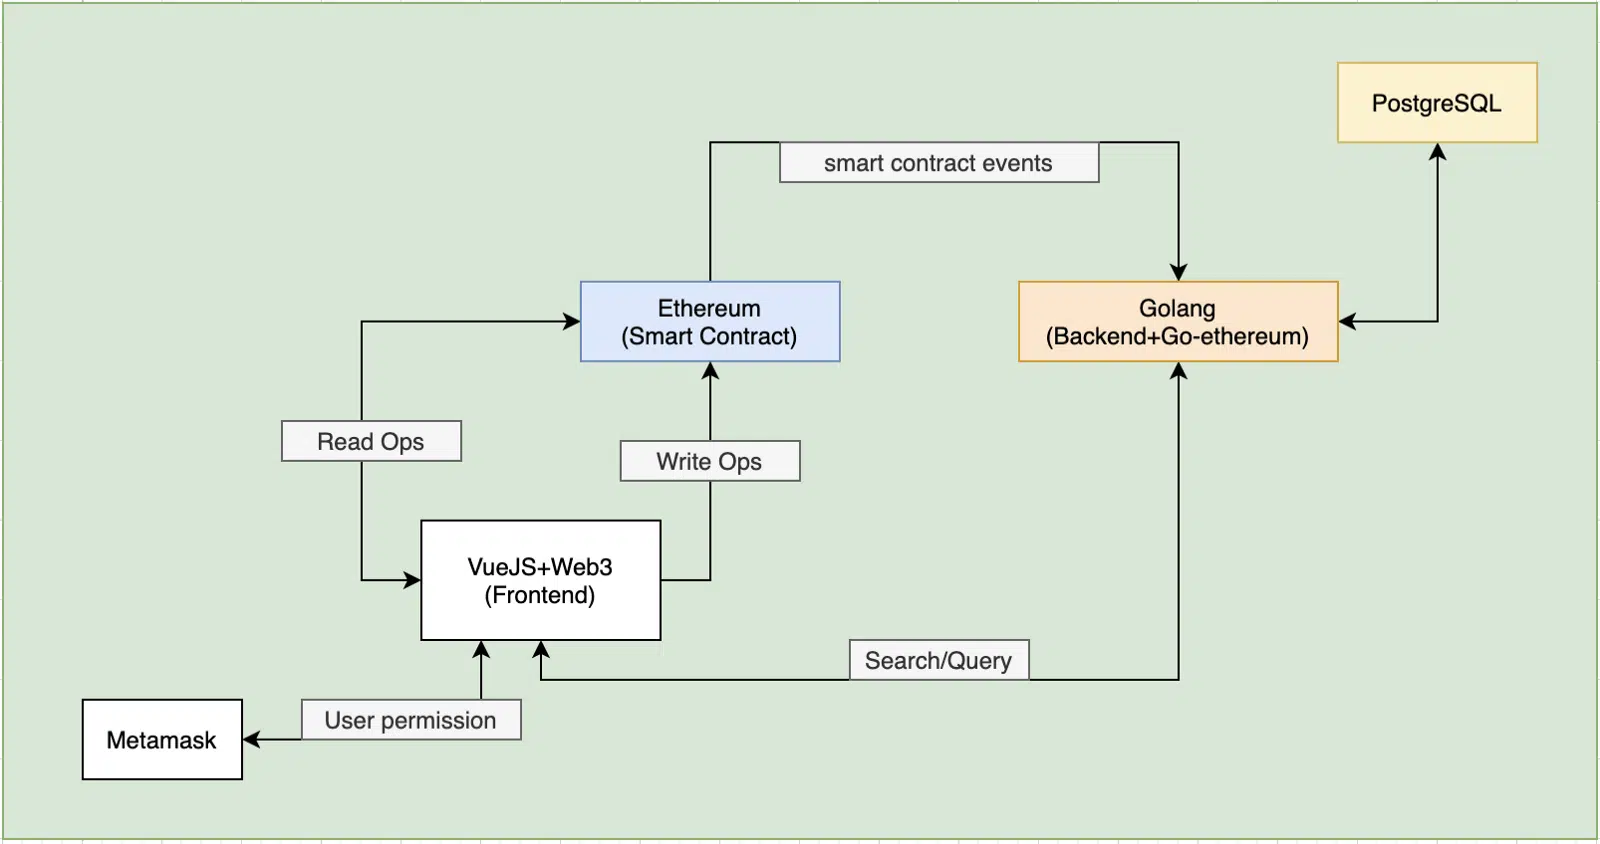 PostgreSQL
smart contract events
Ethereum
(Smart Contract)
Golang
(Backend+Go-ethereum)
Read Ops
Write Ops
VueJS+Web3
(Frontend)
Search/Query
User permission
Metamask